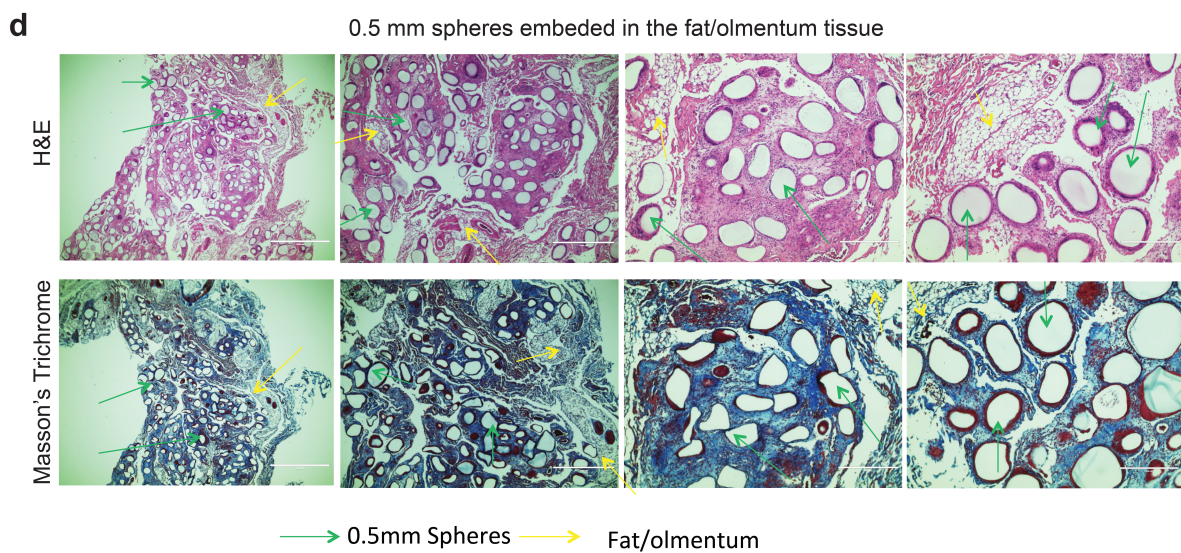 d
0.5 mm spheres embeded in the fat/olmentum tissue
H&E
Masson's Trichrome
0.5mm Spheres
Fat/olmentum